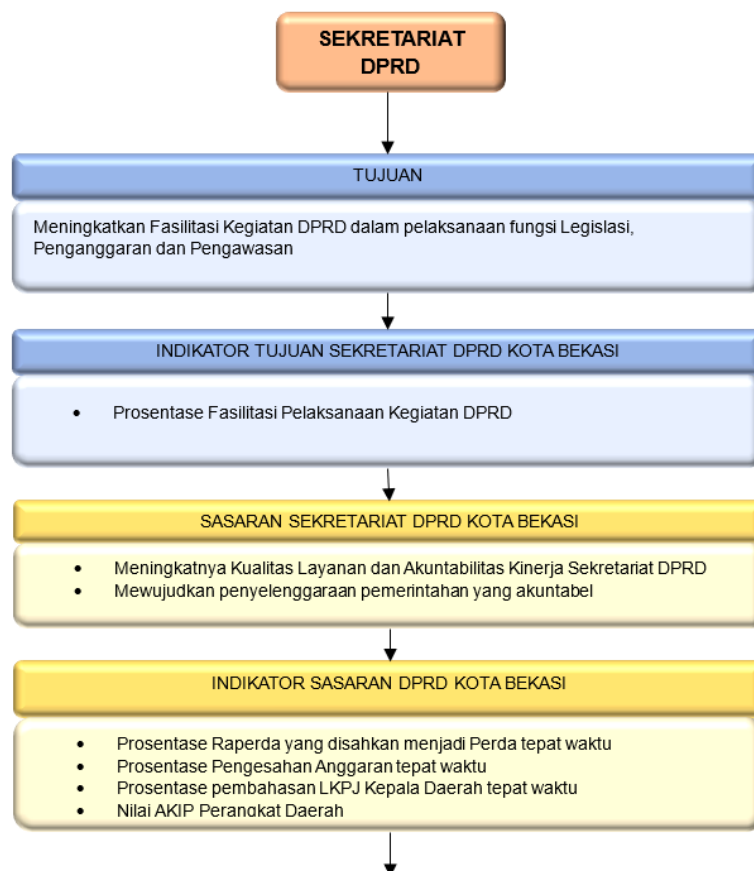 SEKRETARIAT
DPRD
TUJUAN
Meningkatkan Fasilitasi Kegiatan DPRD dalam pelaksanaan fungsi Legislasi,
Penganggaran dan Pengawasan
INDIKATOR TUJUAN SEKRETARIAT DPRD KOTA BEKASI
• Prosentase Fasilitasi Pelaksanaan Kegiatan DPRD
SASARAN SEKRETARIAT DPRD KOTA BEKASI
• Meningkatnya Kualitas Layanan dan Akuntabilitas Kinerja Sekretariat DPRD
• Mewujudkan penyelenggaraan pemerintahan yang akuntabel
INDIKATOR SASARAN DPRD KOTA BEKASI
• Prosentase Raperda yang disahkan menjadi Perda tepat waktu
• Prosentase Pengesahan Anggaran tepat waktu
• Prosentase pembahasan LKPJ Kepala Daerah tepat waktu
• Nilai AKIP Perangkat Daerah